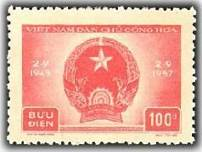 VIỆT NAM DÂN CHỦ CỘNG HÒA
2-9 2-9
1945 1957
BƯU ĐIỆN
100đ